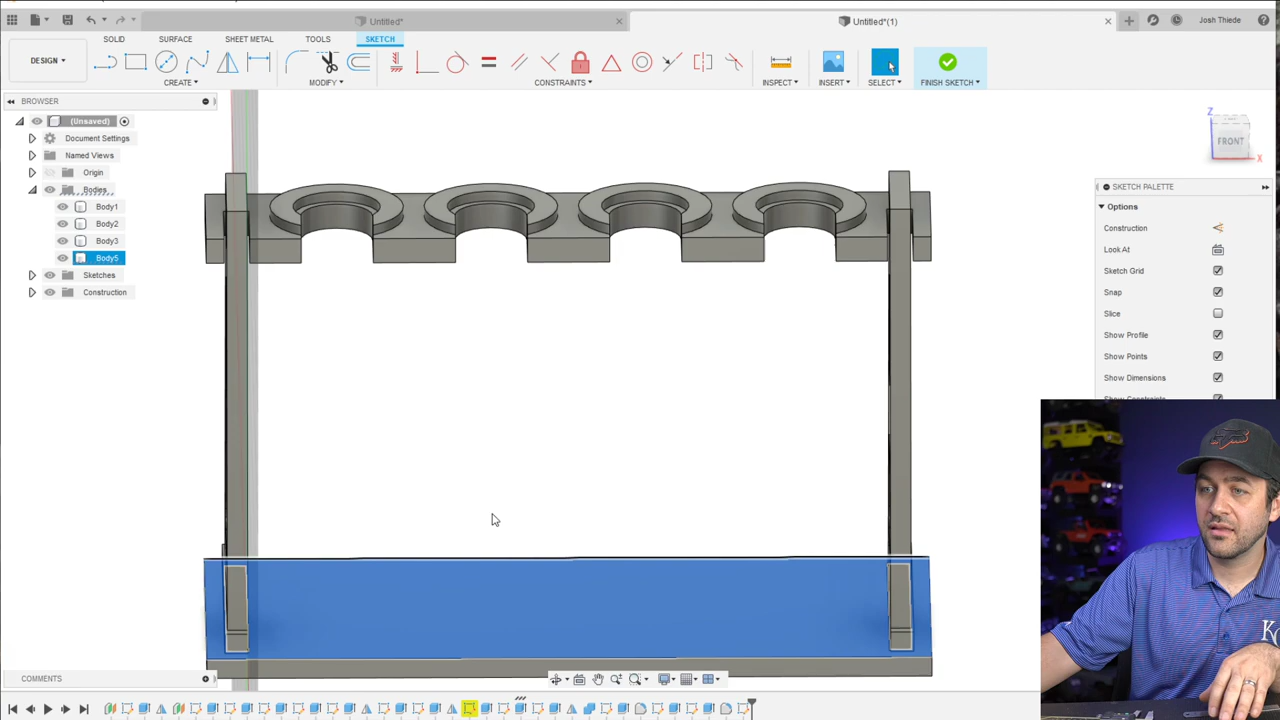 Untitled*
Untitled*(1)
Josh Thiede
DESIGN
SOLID
SURFACE
SHEET METAL
TOOLS
SKETCH
CREATE
MODIFY
CONSTRAINTS
INSPECT
INSERT
SELECT
FINISH SKETCH
BROWSER
(Unsaved)
Document Settings
Named Views
Origin
Bodies
Body1
Body2
Body3
Body5
Sketches
Construction
Z
FRONT
X
SKETCH PALETTE
Options
Construction
Look At
Sketch Grid
Snap
Slice
Show Profile
Show Points
Show Dimensions
Show Constraints
COMMENTS